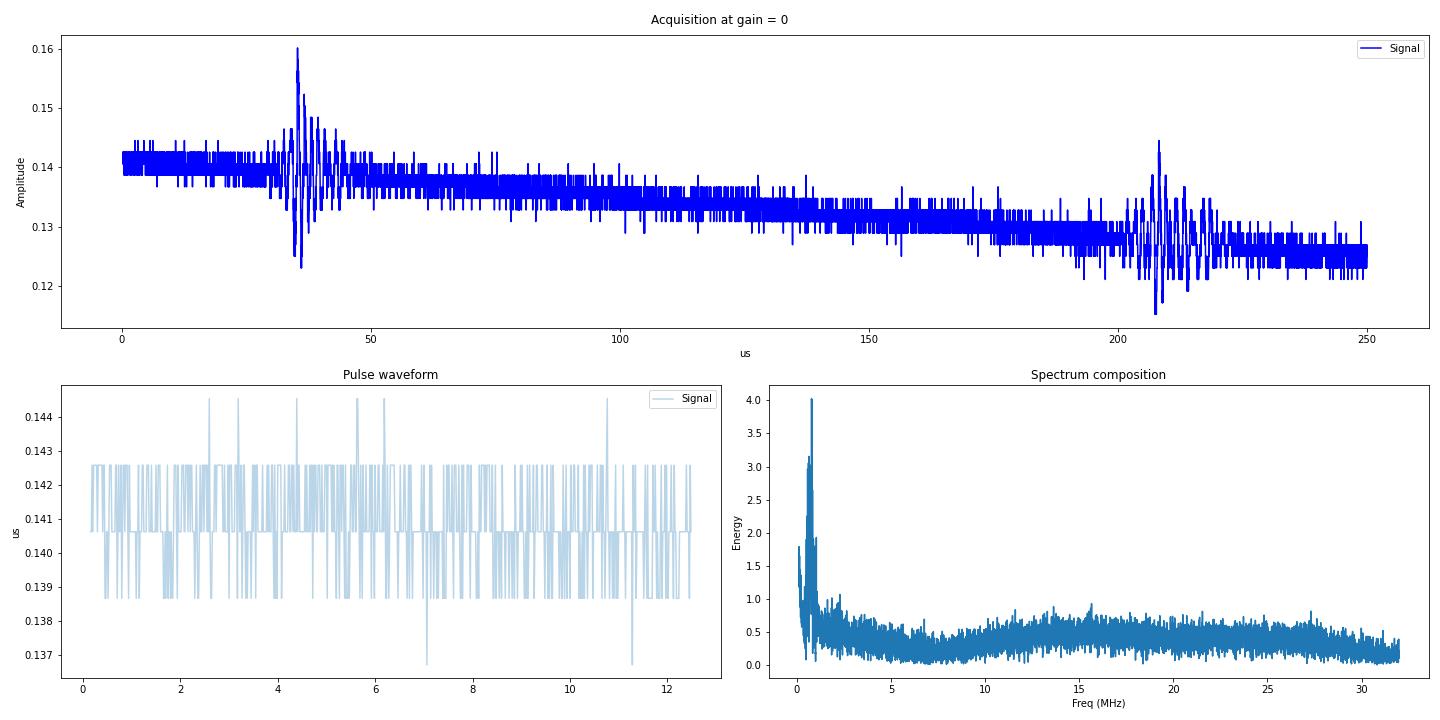 Acquisition at gain = 0
Signal
Amplitude
0.16
0.15
0.14
0.13
0.12
0 50 100 150 200 250
us
Pulse waveform
Signal
us
0.144
0.143
0.142
0.141
0.140
0.139
0.138
0.137
0 2 4 6 8 10 12
Spectrum composition
Energy
4.0
3.5
3.0
2.5
2.0
1.5
1.0
0.5
0.0
0 5 10 15 20 25 30
Freq (MHz)